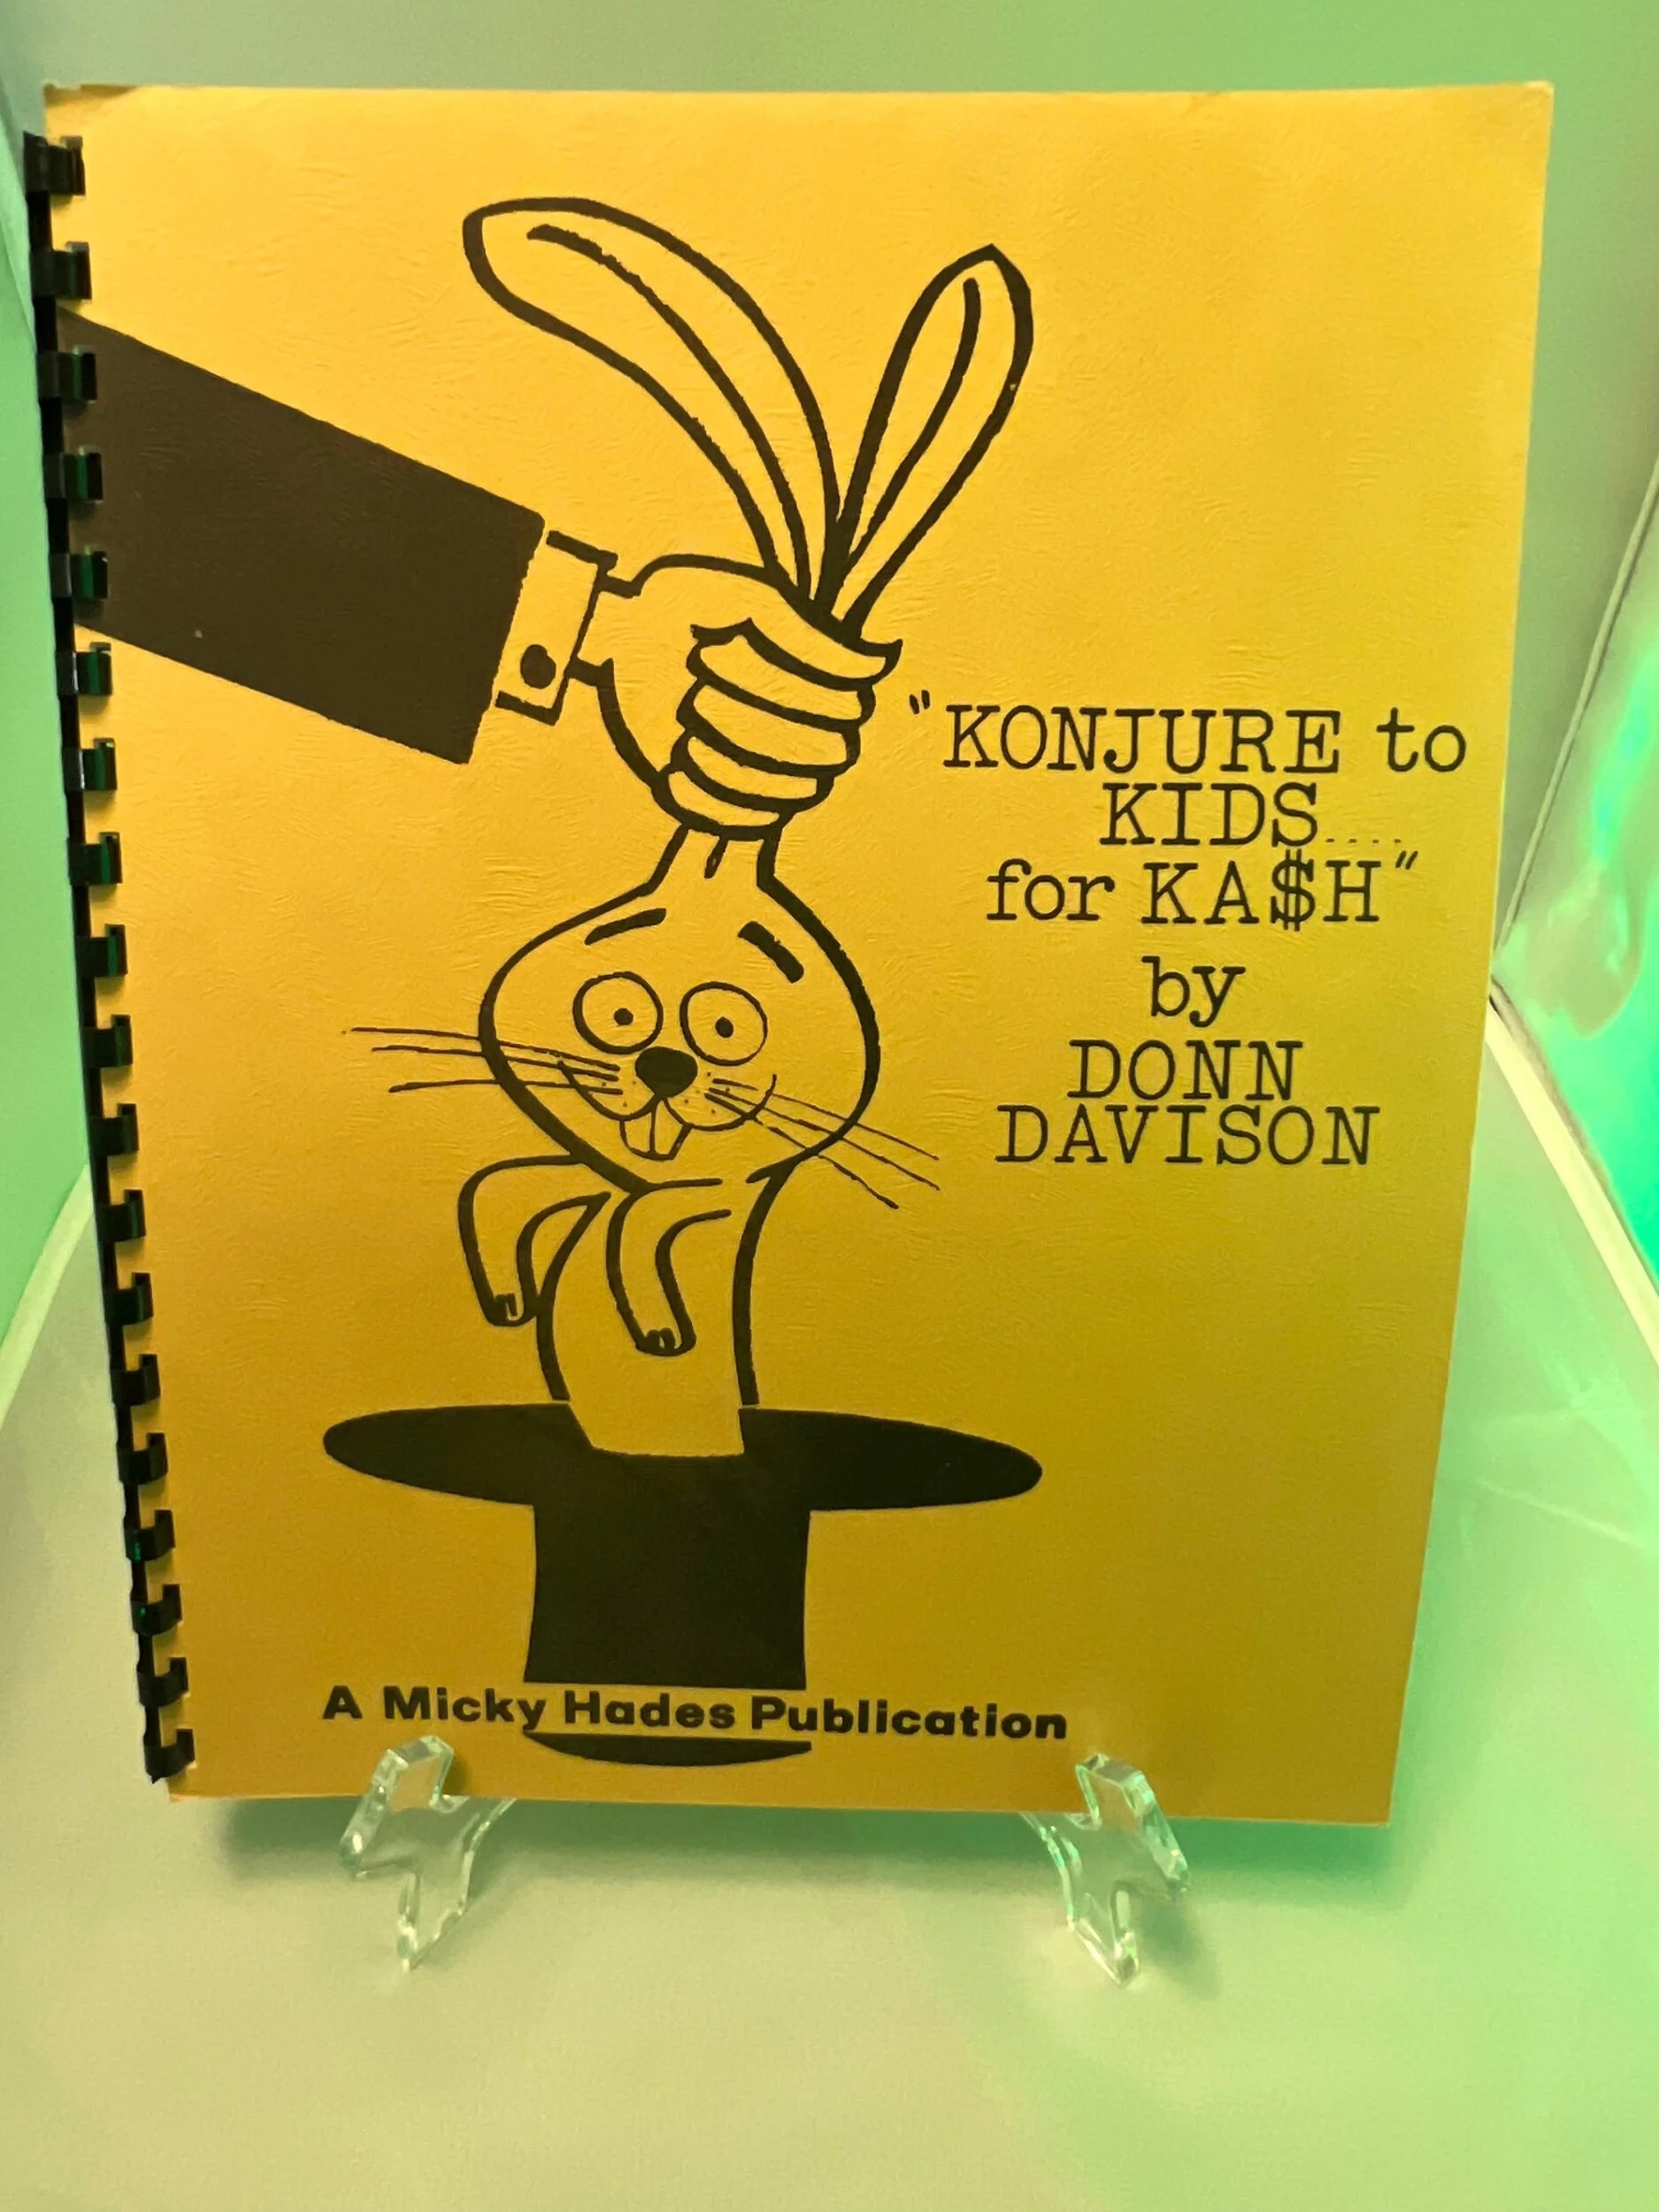 "KONJURE to
KIDS....
for KA$H"
by
DONN
DAVISON
A Micky Hades Publication